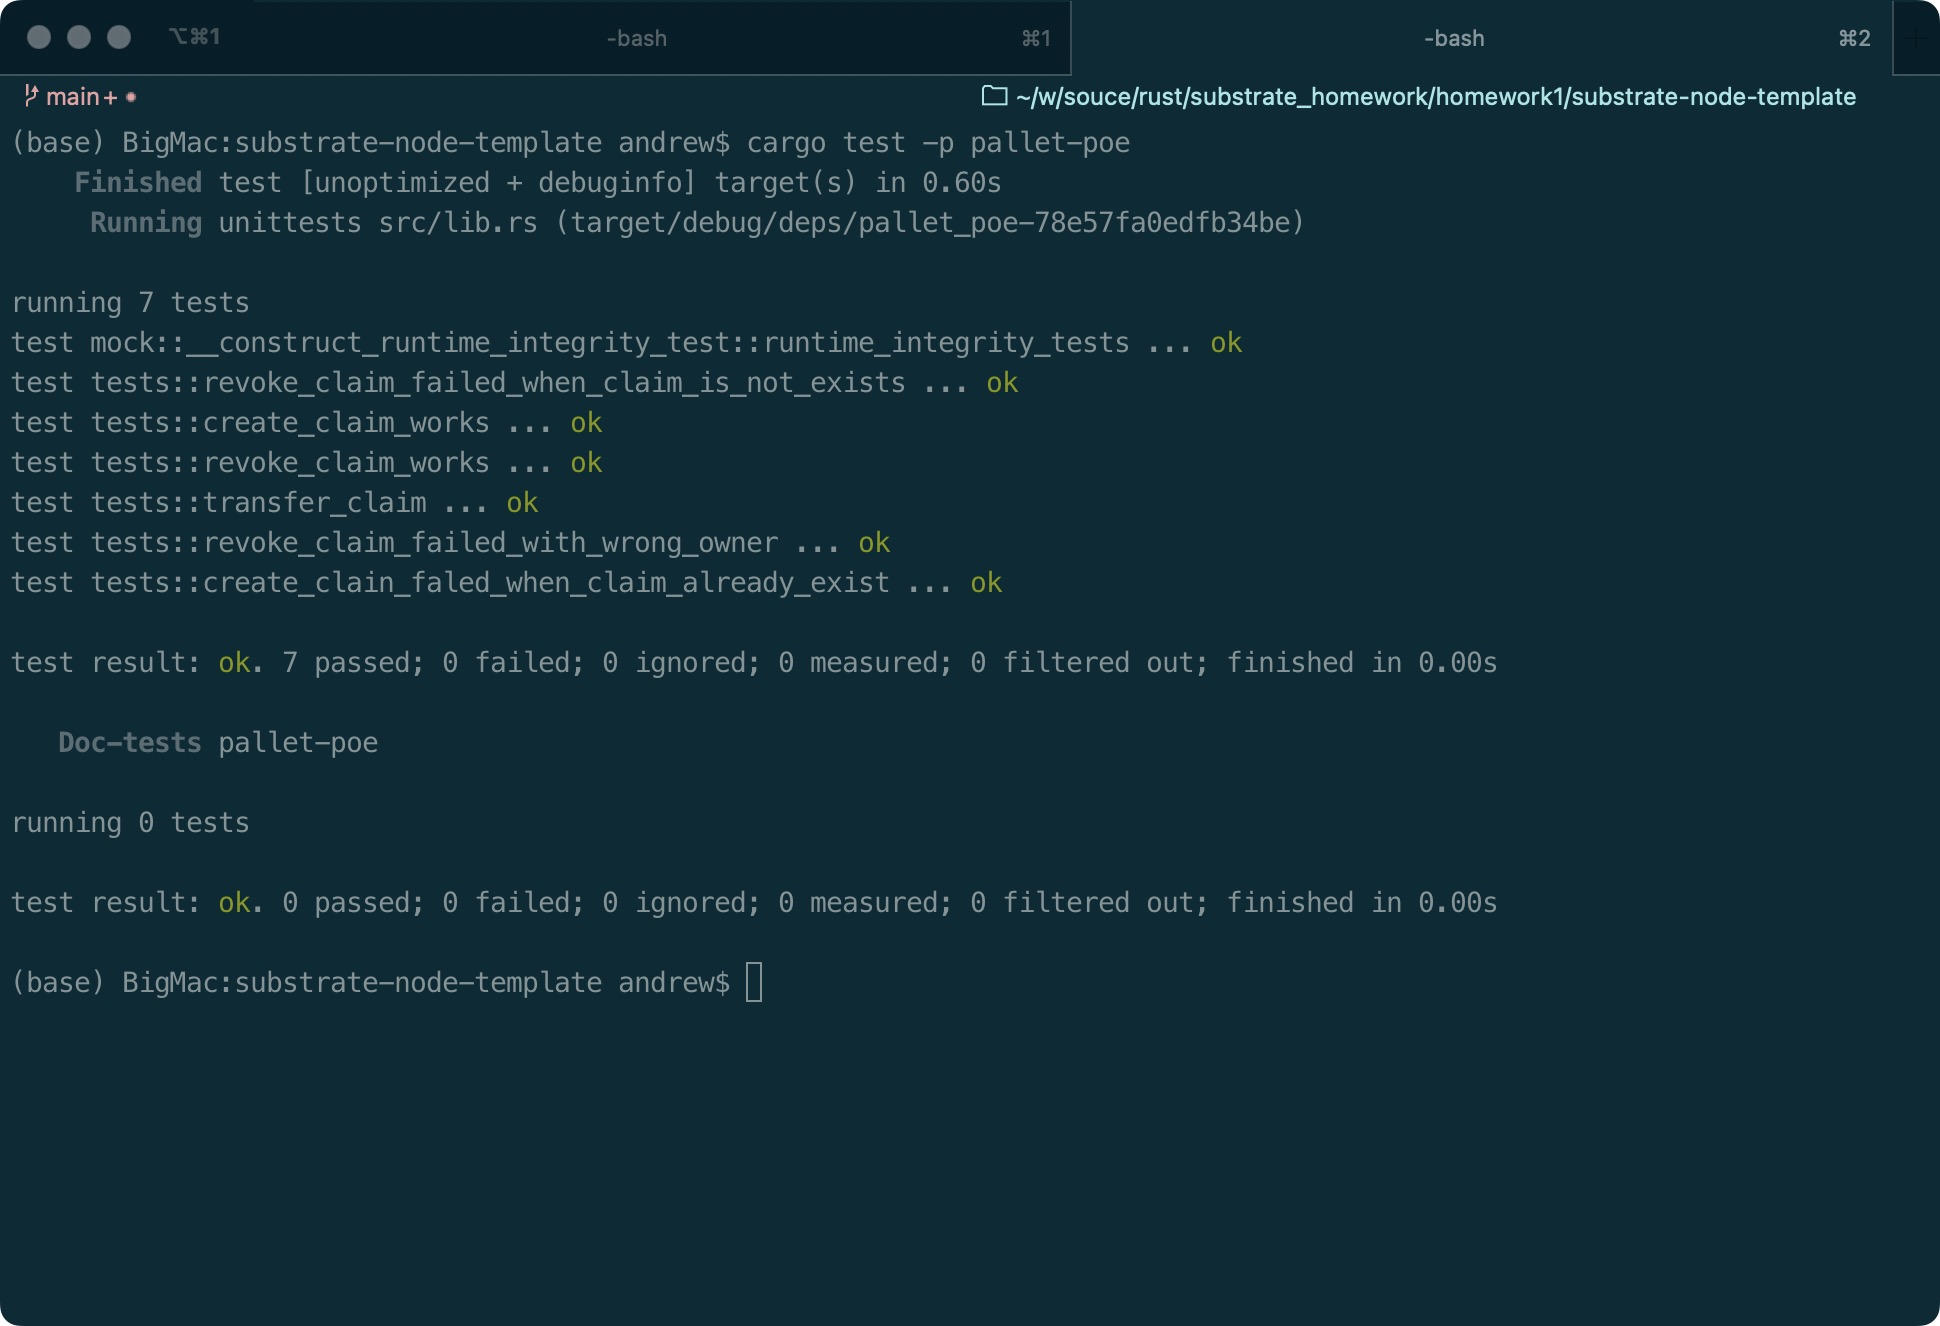 ⌥⌘1 -bash ⌘1 -bash ⌘2
main+ ~/w/souce/rust/substrate_homework/homework1/substrate-node-template
(base) BigMac:substrate-node-template andrew$ cargo test -p pallet-poe
Finished test [unoptimized + debuginfo] target(s) in 0.60s
Running unittests src/lib.rs (target/debug/deps/pallet_poe-78e57fa0edfb34be)
running 7 tests
test mock::__construct_runtime_integrity_test::runtime_integrity_tests ... ok
test tests::revoke_claim_failed_when_claim_is_not_exists ... ok
test tests::create_claim_works ... ok
test tests::revoke_claim_works ... ok
test tests::transfer_claim ... ok
test tests::revoke_claim_failed_with_wrong_owner ... ok
test tests::create_clain_faled_when_claim_already_exist ... ok
test result: ok. 7 passed; 0 failed; 0 ignored; 0 measured; 0 filtered out; finished in 0.00s
Doc-tests pallet-poe
running 0 tests
test result: ok. 0 passed; 0 failed; 0 ignored; 0 measured; 0 filtered out; finished in 0.00s
(base) BigMac:substrate-node-template andrew$